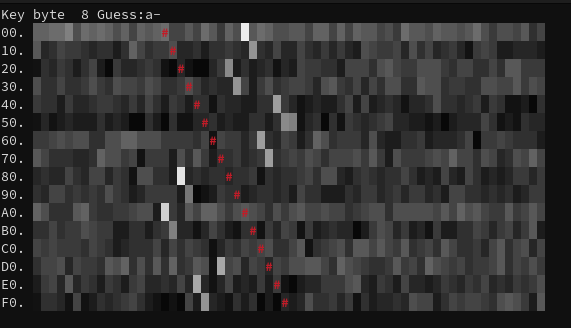 Key byte  8 Guess:a-
00. #
10. #
20. #
30. #
40. #
50. #
60. #
70. #
80. #
90. #
A0. #
B0. #
C0. #
D0. #
E0. #
F0. #